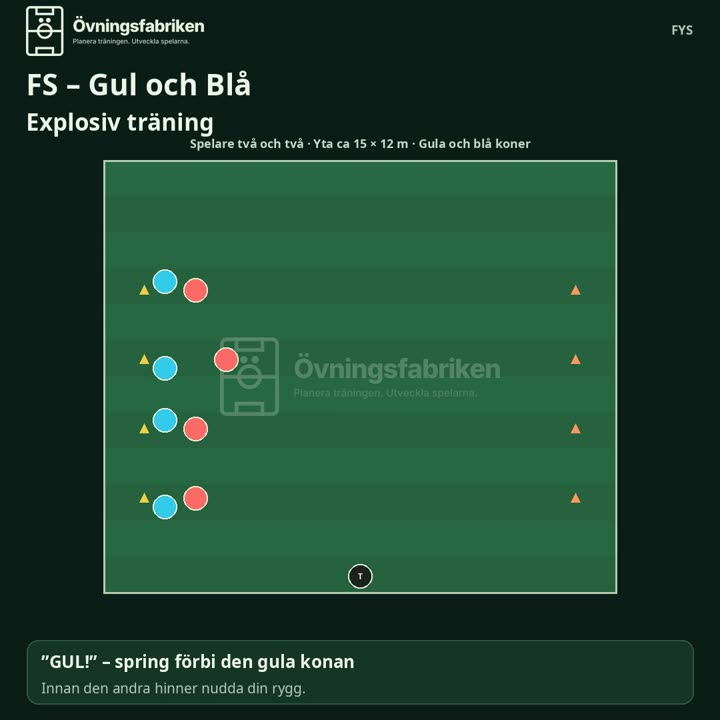 Övningsfabriken
Planera träningen. Utveckla spelarna.
FYS
FS – Gul och Blå
Explosiv träning
Spelare två och två · Yta ca 15 × 12 m · Gula och blå koner
Övningsfabriken
Planera träningen. Utveckla spelarna.
T
”GUL!” – spring förbi den gula konan
Innan den andra hinner nudda din rygg.